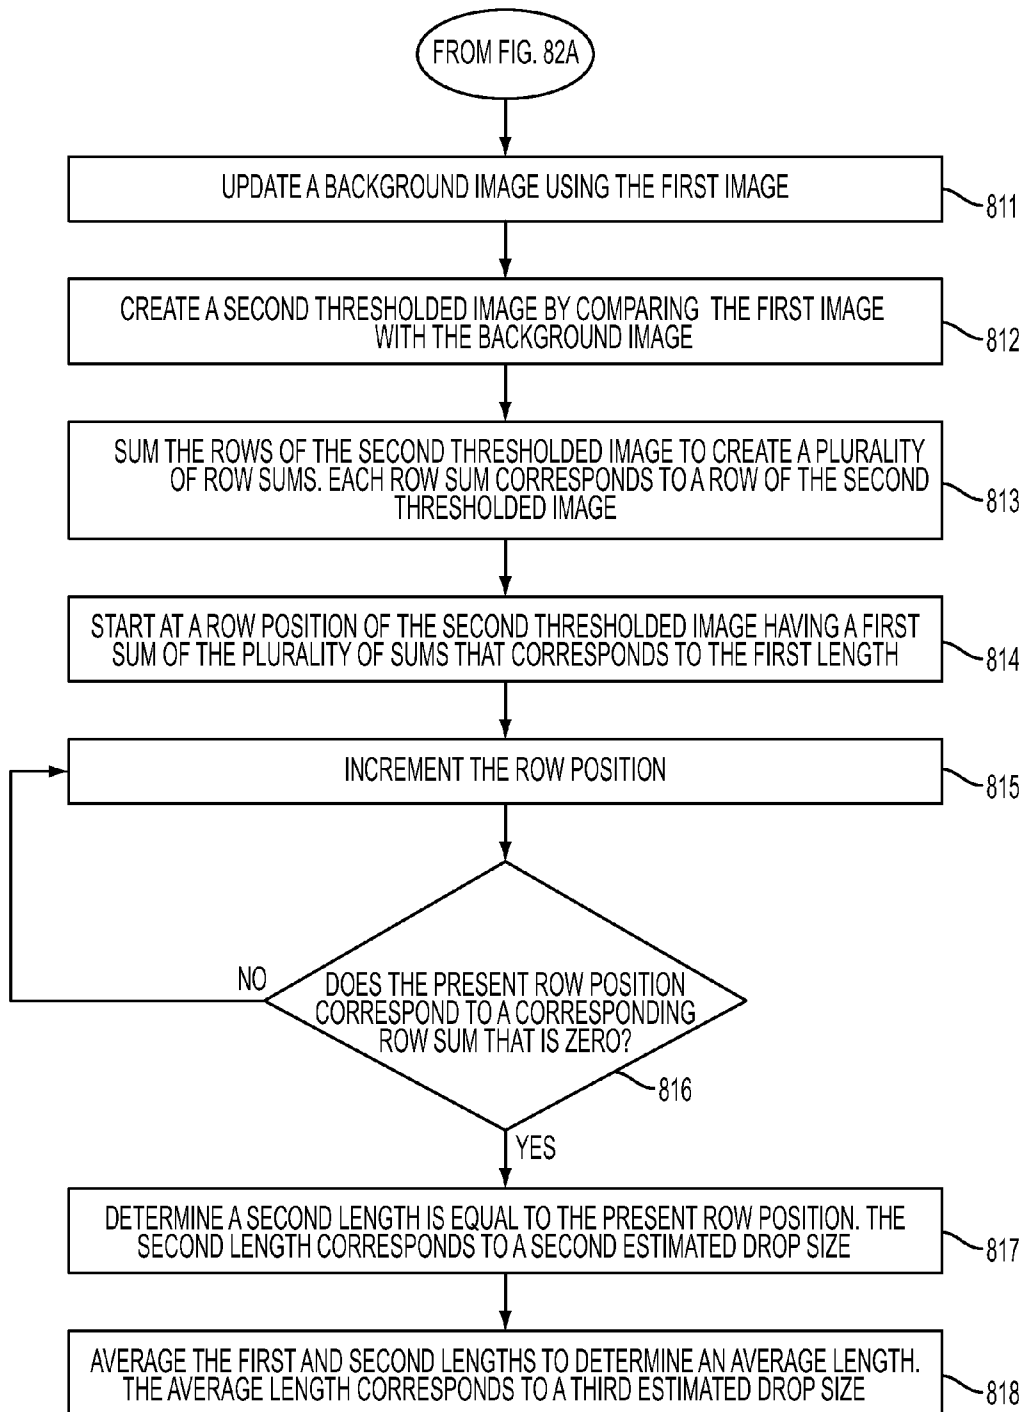 FROM FIG. 82A
UPDATE A BACKGROUND IMAGE USING THE FIRST IMAGE
811
CREATE A SECOND THRESHOLDED IMAGE BY COMPARING THE FIRST IMAGE
WITH THE BACKGROUND IMAGE
812
SUM THE ROWS OF THE SECOND THRESHOLDED IMAGE TO CREATE A PLURALITY
OF ROW SUMS. EACH ROW SUM CORRESPONDS TO A ROW OF THE SECOND
THRESHOLDED IMAGE
813
START AT A ROW POSITION OF THE SECOND THRESHOLDED IMAGE HAVING A FIRST
SUM OF THE PLURALITY OF SUMS THAT CORRESPONDS TO THE FIRST LENGTH
814
INCREMENT THE ROW POSITION
815
NO
DOES THE PRESENT ROW POSITION
CORRESPOND TO A CORRESPONDING
ROW SUM THAT IS ZERO?
816
YES
DETERMINE A SECOND LENGTH IS EQUAL TO THE PRESENT ROW POSITION. THE
SECOND LENGTH CORRESPONDS TO A SECOND ESTIMATED DROP SIZE
817
AVERAGE THE FIRST AND SECOND LENGTHS TO DETERMINE AN AVERAGE LENGTH.
THE AVERAGE LENGTH CORRESPONDS TO A THIRD ESTIMATED DROP SIZE
818